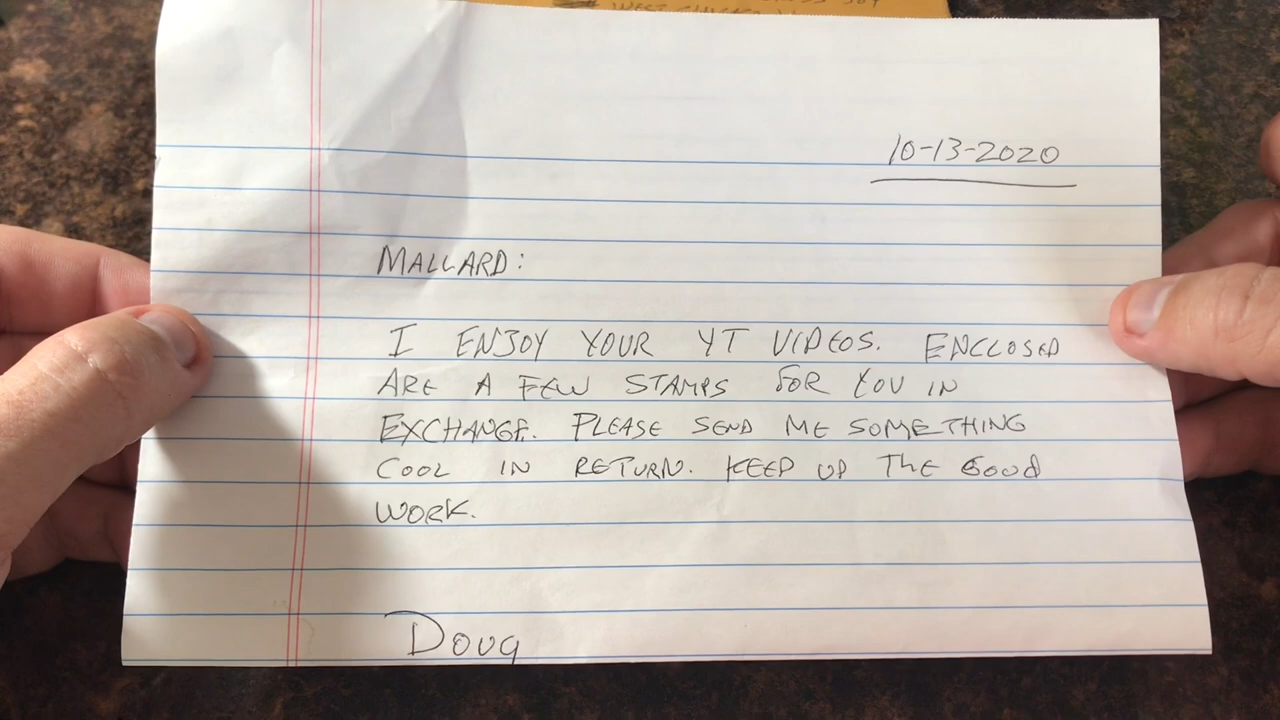 10-13-2020
MALLARD:
I ENJOY YOUR YT VIDEOS. ENCLOSED
ARE A FEW STAMPS FOR YOU IN
EXCHANGE. PLEASE SEND ME SOMETHING
COOL IN RETURN. KEEP UP THE GOOD
WORK.
DOUG